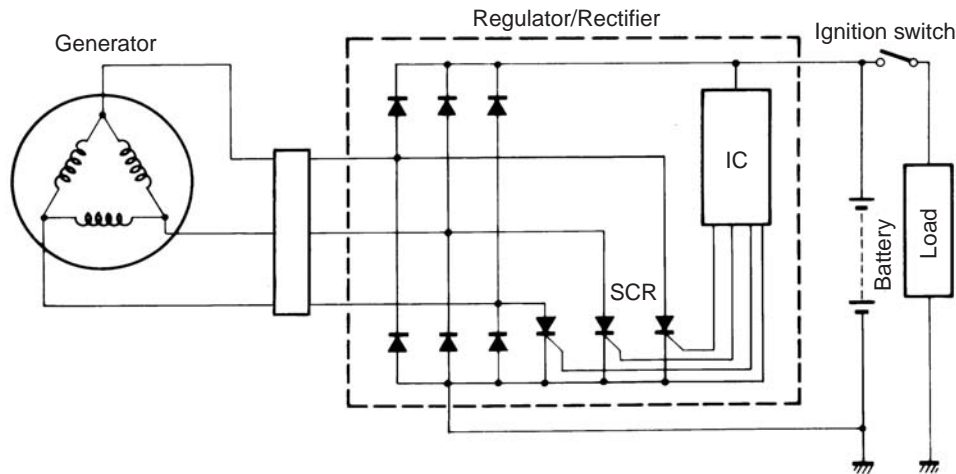 Regulator/Rectifier
Ignition switch
Generator
IC
SCR
Battery
Load